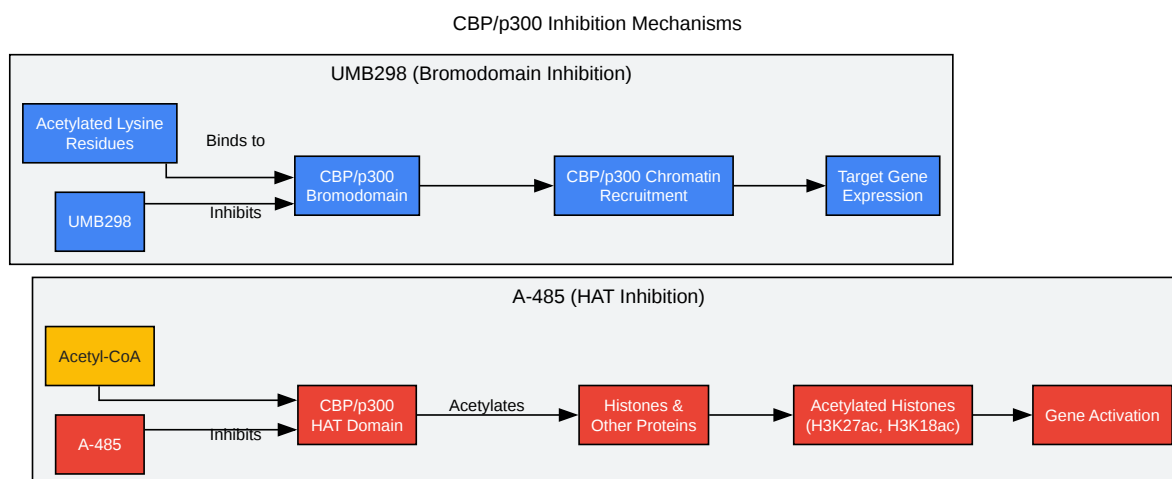 CBP/p300 Inhibition Mechanisms
UMB298 (Bromodomain Inhibition)
Acetylated Lysine
Residues
Binds to
CBP/p300
Bromodomain
CBP/p300 Chromatin
Recruitment
Target Gene
Expression
UMB298
Inhibits
A-485 (HAT Inhibition)
Acetyl-CoA
CBP/p300
HAT Domain
Acetylates
Histones &
Other Proteins
Acetylated Histones
(H3K27ac, H3K18ac)
Gene Activation
A-485
Inhibits